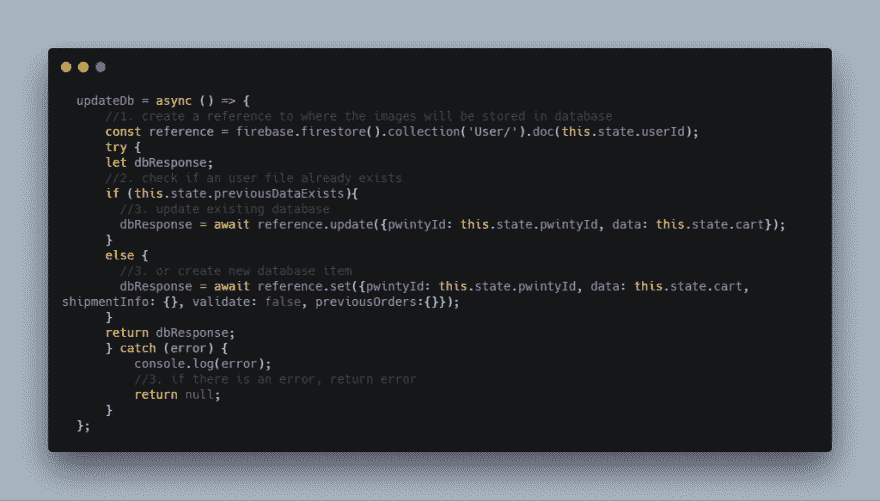 updateDb = async () => {
//1. create a reference to where the images will be stored in database
const reference = firebase.firestore().collection('User/').doc(this.state.userId);
try {
let dbResponse;
//2. check if an user file already exists
if (this.state.previousDataExists){
//3. update existing database
dbResponse = await reference.update({pwintyId: this.state.pwintyId, data: this.state.cart});
}
else {
//3. or create new database item
dbResponse = await reference.set({pwintyId: this.state.pwintyId, data: this.state.cart,
shipmentInfo: {}, validate: false, previousOrders:{}});
}
return dbResponse;
} catch (error) {
console.log(error);
//3. if there is an error, return error
return null;
}
};